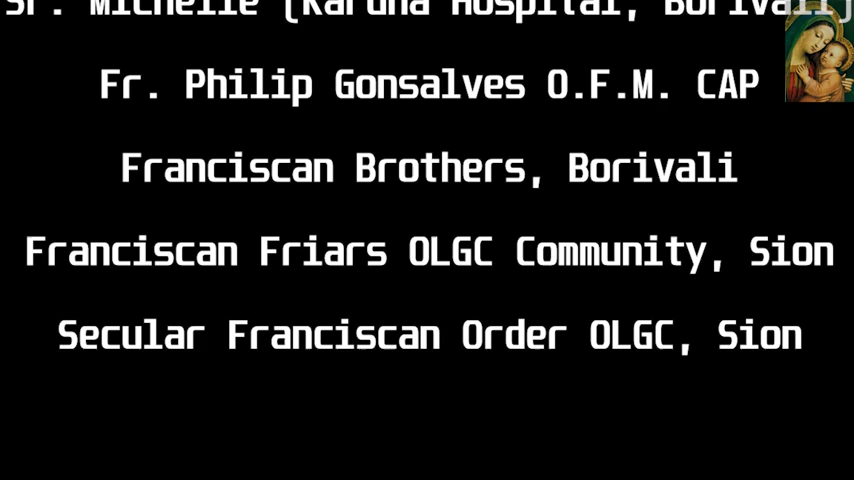 Sr. Michelle (Karuna Hospital, Borivali)
Fr. Philip Gonsalves O.F.M. CAP
Franciscan Brothers, Borivali
Franciscan Friars OLGC Community, Sion
Secular Franciscan Order OLGC, Sion